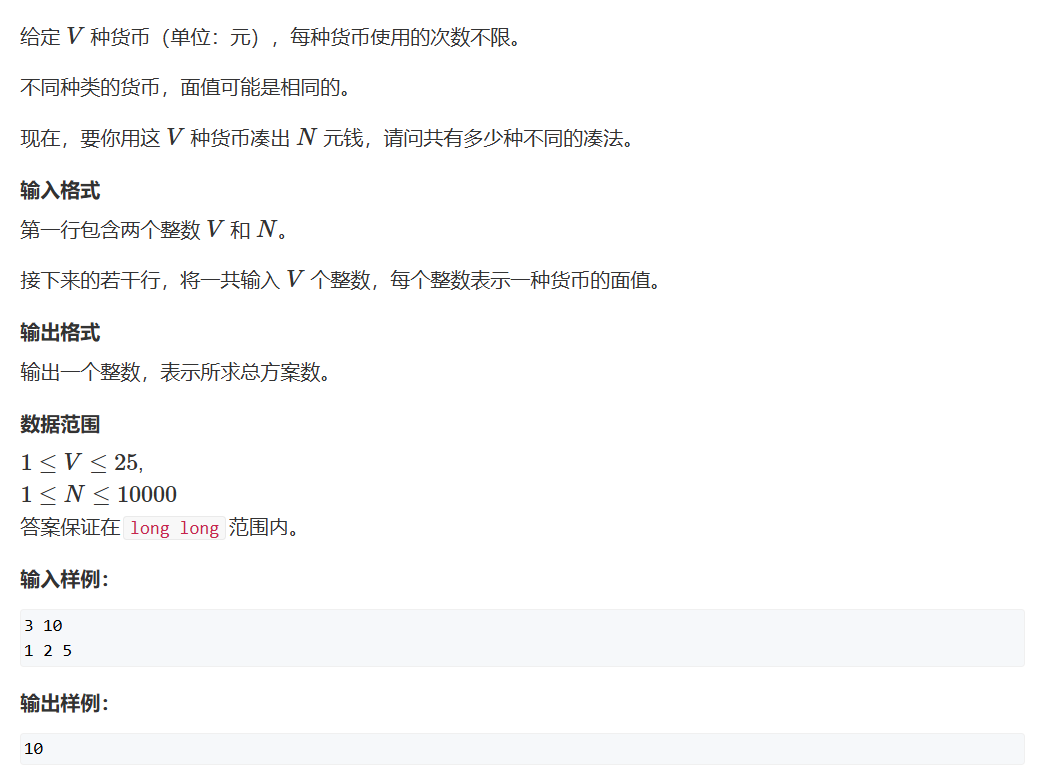 给定 V 种货币（单位：元），每种货币使用的次数不限。
不同种类的货币，面值可能是相同的。
现在，要你用这 V 种货币凑出 N 元钱，请问共有多少种不同的凑法。
输入格式
第一行包含两个整数 V 和 N。
接下来的若干行，将一共输入 V 个整数，每个整数表示一种货币的面值。
输出格式
输出一个整数，表示所求总方案数。
数据范围
1 ≤ V ≤ 25,
1 ≤ N ≤ 10000
答案保证在 long long 范围内。
输入样例：
3 10
1 2 5
输出样例：
10